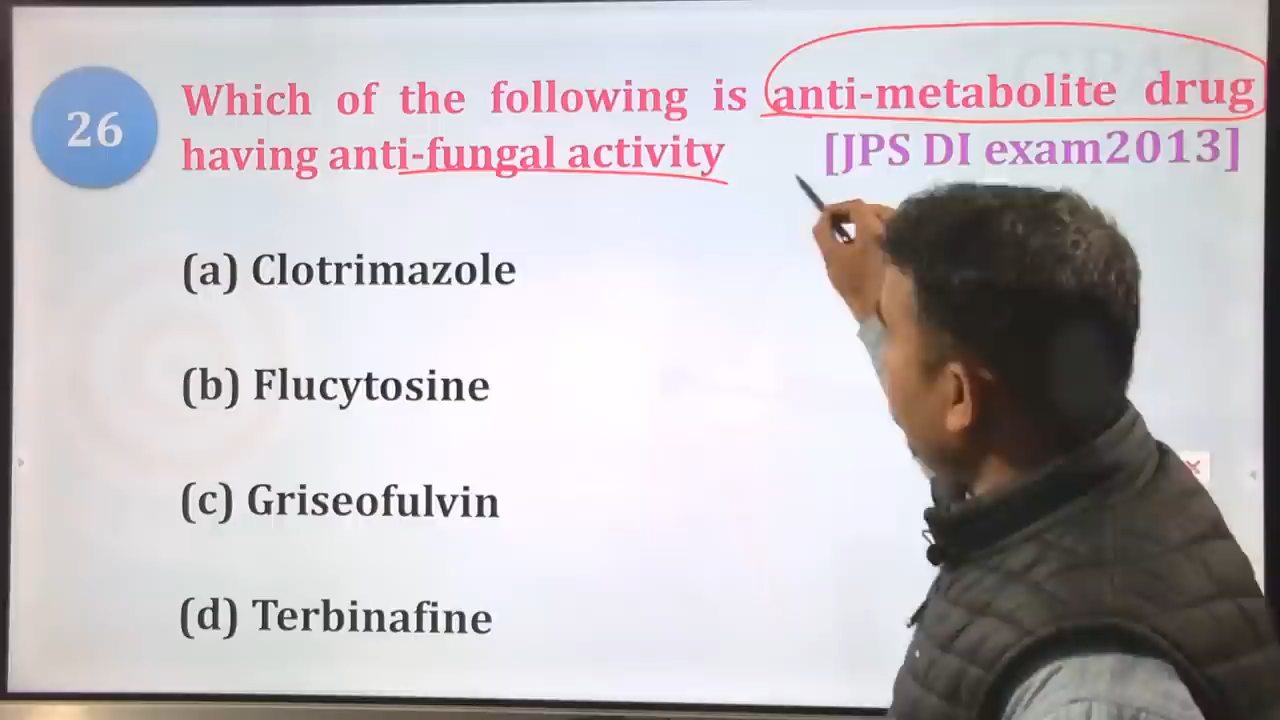 26
Which of the following is anti-metabolite drug
having anti-fungal activity [JPS DI exam2013]
(a) Clotrimazole
(b) Flucytosine
(c) Griseofulvin
(d) Terbinafine